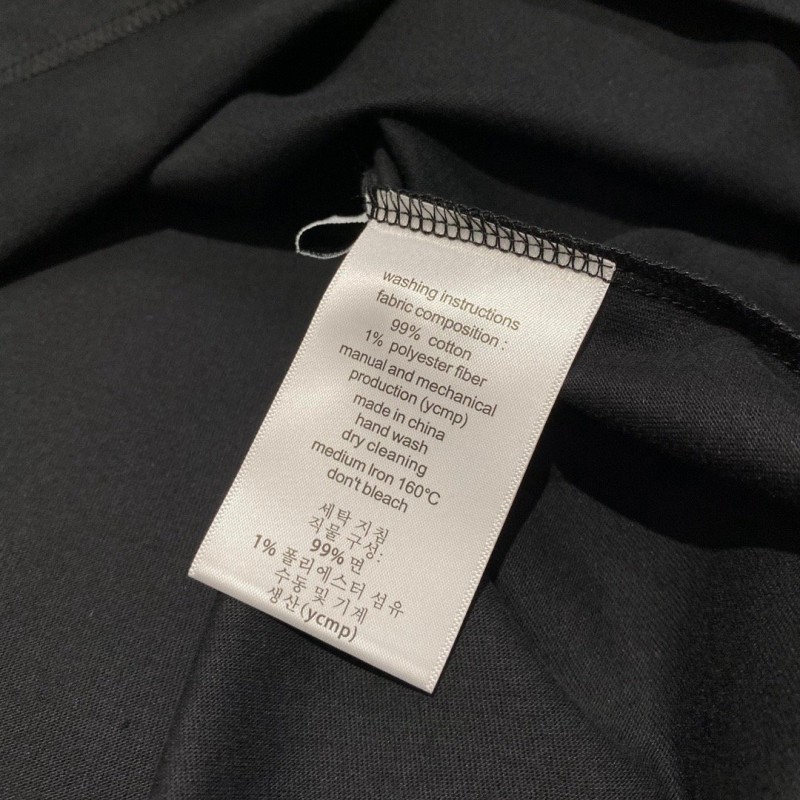 washing instructions
fabric composition :
99% cotton
1% polyester fiber
manual and mechanical
production (ycmp)
made in china
hand wash
dry cleaning
medium Iron 160℃
don't bleach
세탁 지침
직물 구성:
99% 면
1% 폴리에스터 섬유
수동 및 기계
생산(ycmp)